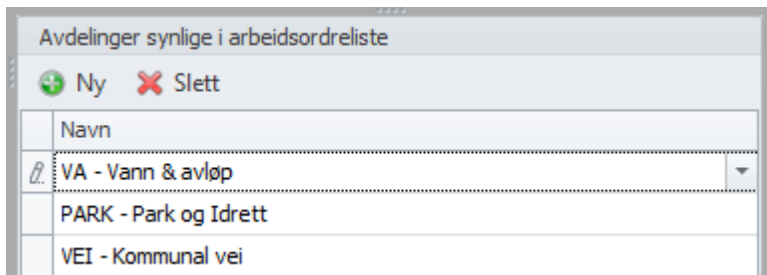 Avdelinger synlige i arbeidsordreliste
Ny Slett
Navn
VA - Vann & avløp
PARK - Park og Idrett
VEI - Kommunal vei